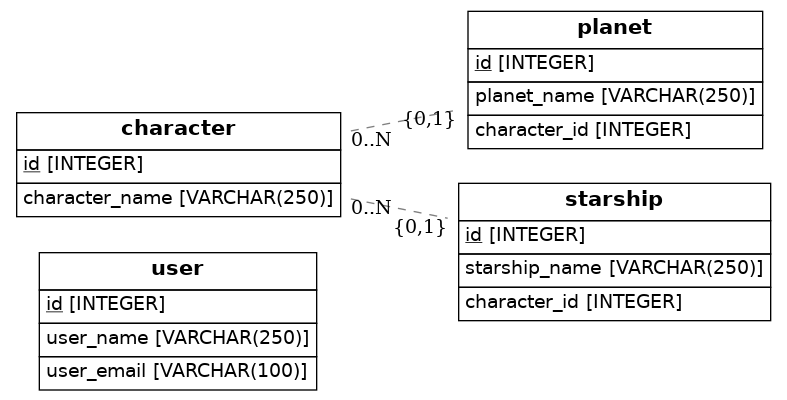 planet
id [INTEGER]
planet_name [VARCHAR(250)]
character_id [INTEGER]
character
id [INTEGER]
character_name [VARCHAR(250)]
0..N
{0,1}
0..N
{0,1}
starship
id [INTEGER]
starship_name [VARCHAR(250)]
character_id [INTEGER]
user
id [INTEGER]
user_name [VARCHAR(250)]
user_email [VARCHAR(100)]